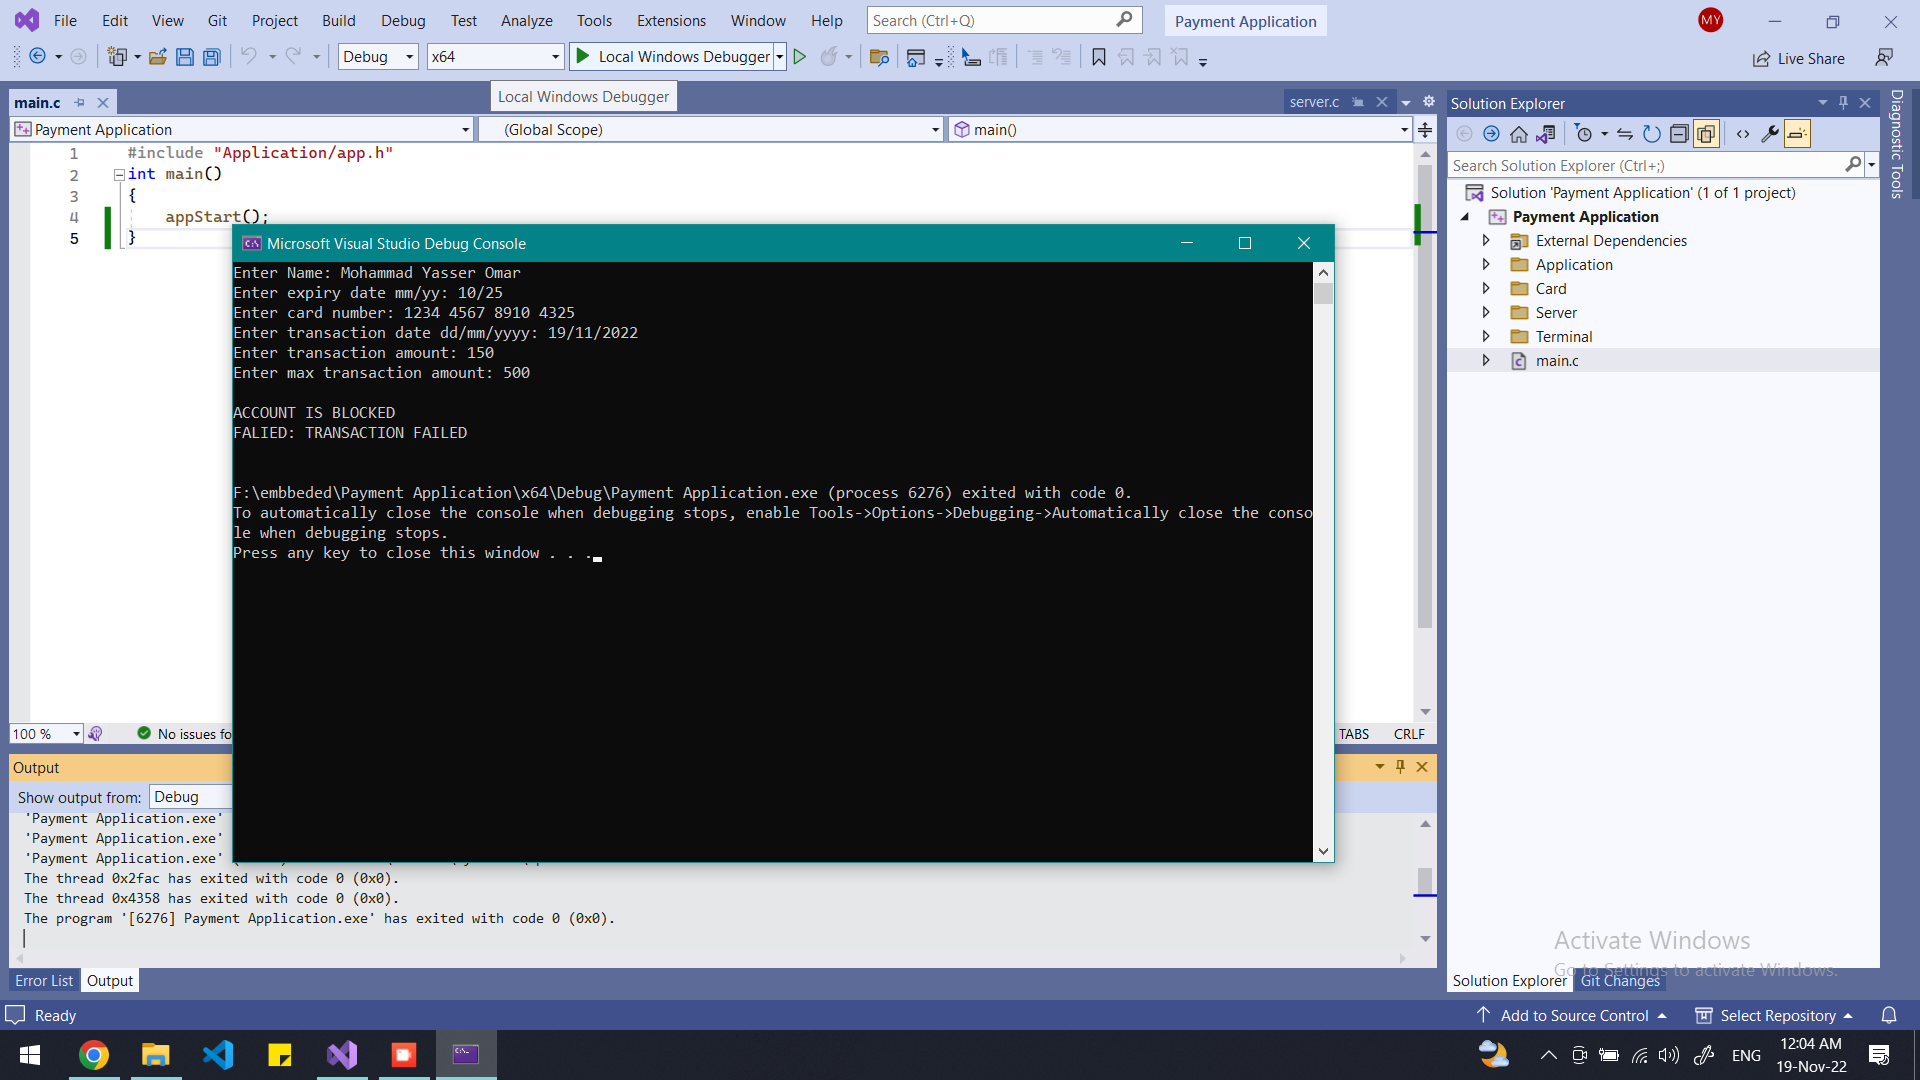 File Edit View Git Project Build Debug Test Analyze Tools Extensions Window Help Search (Ctrl+Q) Payment Application MY
Debug x64 Local Windows Debugger Live Share
Local Windows Debugger
main.c
server.c
Payment Application (Global Scope) main()
1 #include "Application/app.h"
2 int main()
3 {
4 appStart();
5 }
Microsoft Visual Studio Debug Console
Enter Name: Mohammad Yasser Omar
Enter expiry date mm/yy: 10/25
Enter card number: 1234 4567 8910 4325
Enter transaction date dd/mm/yyyy: 19/11/2022
Enter transaction amount: 150
Enter max transaction amount: 500
ACCOUNT IS BLOCKED
FALIED: TRANSACTION FAILED
F:\embbeded\Payment Application\x64\Debug\Payment Application.exe (process 6276) exited with code 0.
To automatically close the console when debugging stops, enable Tools->Options->Debugging->Automatically close the conso
le when debugging stops.
Press any key to close this window . . .
100 % No issues fo
TABS CRLF
Output
Show output from: Debug
'Payment Application.exe'
'Payment Application.exe'
'Payment Application.exe'
The thread 0x2fac has exited with code 0 (0x0).
The thread 0x4358 has exited with code 0 (0x0).
The program '[6276] Payment Application.exe' has exited with code 0 (0x0).
Error List Output
Solution Explorer
Search Solution Explorer (Ctrl+;)
Solution 'Payment Application' (1 of 1 project)
Payment Application
External Dependencies
Application
Card
Server
Terminal
main.c
Diagnostic Tools
Activate Windows
Go to Settings to activate Windows.
Solution Explorer Git Changes
Ready Add to Source Control Select Repository
ENG 12:04 AM
19-Nov-22